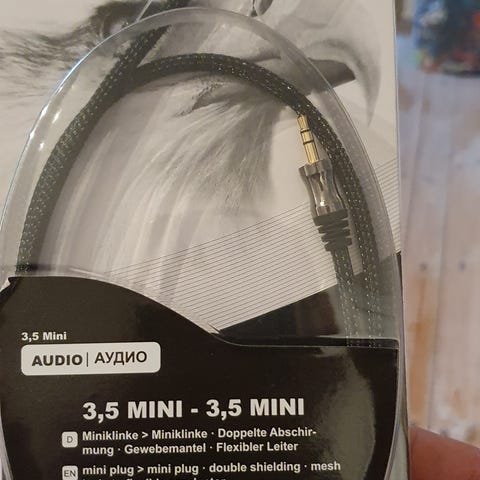 3,5 Mini
AUDIO | АУДИО
3,5 MINI - 3,5 MINI
D Miniklinke > Miniklinke · Doppelte Abschir-
mung · Gewebemantel · Flexibler Leiter
EN mini plug > mini plug · double shielding · mesh